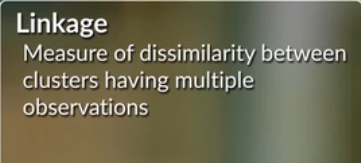 Linkage
Measure of dissimilarity between
clusters having multiple
observations